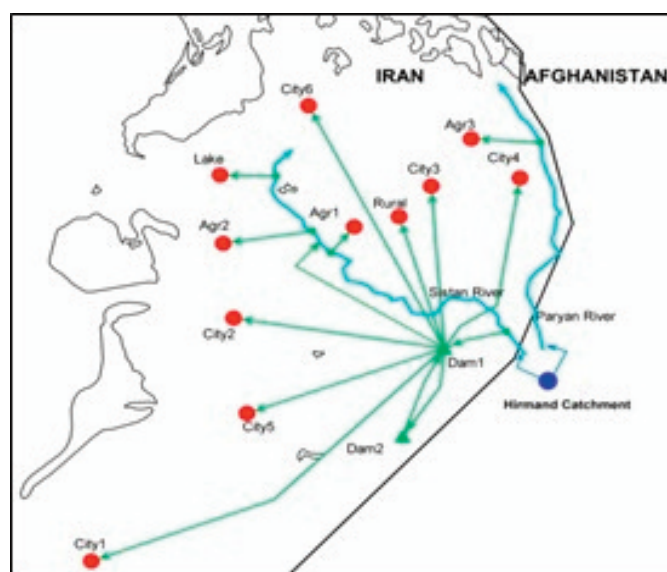 IRAN
AFGHANISTAN
City6
Agr3
Lake
City3
City4
Agr2
Agr1
Rural
Sistan River
City2
Paryan River
Dam1
Hirmand Catchment
City5
Dam2
City1